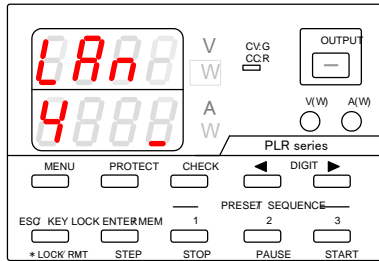 LAn
V
W
CV:G
CC:R
OUTPUT
4 _
A
W
V(W) A(W)
PLR series
MENU PROTECT CHECK ◀ DIGIT ▶
PRESET SEQUENCE
ESC KEY LOCK ENTER MEM 1 2 3
* LOCK/ RMT STEP STOP PAUSE START